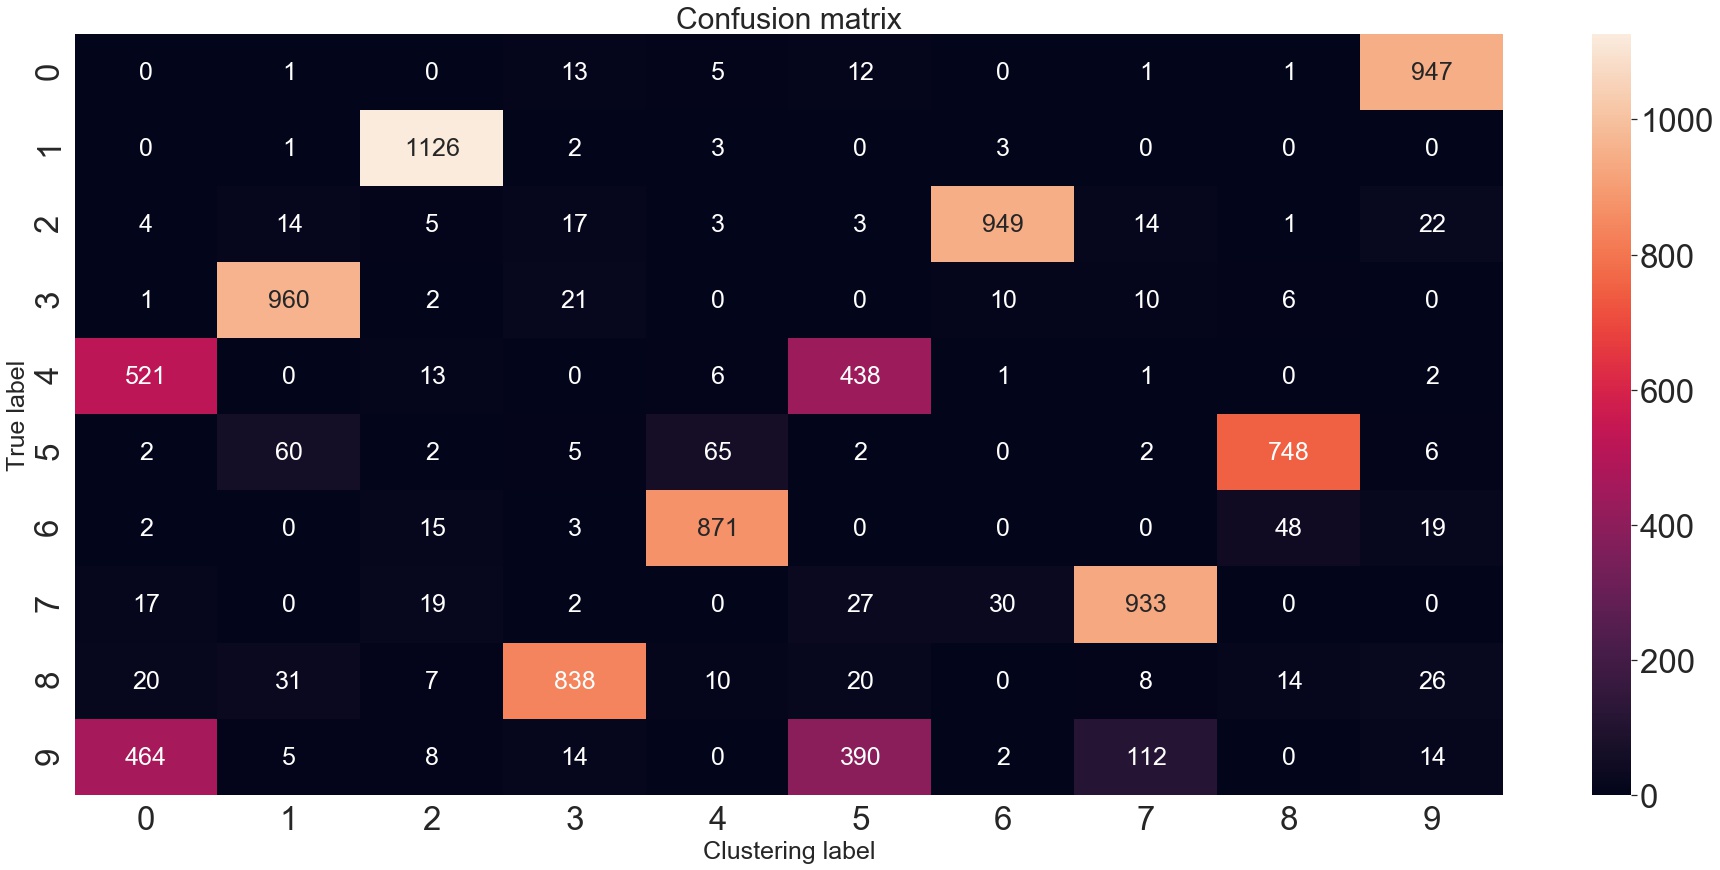 Confusion matrix
0 0 1 0 13 5 12 0 1 1 947
1 0 1 1126 2 3 0 3 0 0 0
2 4 14 5 17 3 3 949 14 1 22
3 1 960 2 21 0 0 10 10 6 0
4 521 0 13 0 6 438 1 1 0 2
5 2 60 2 5 65 2 0 2 748 6
6 2 0 15 3 871 0 0 0 48 19
7 17 0 19 2 0 27 30 933 0 0
8 20 31 7 838 10 20 0 8 14 26
9 464 5 8 14 0 390 2 112 0 14
0 1 2 3 4 5 6 7 8 9
True label
Clustering label
1000
800
600
400
200
0